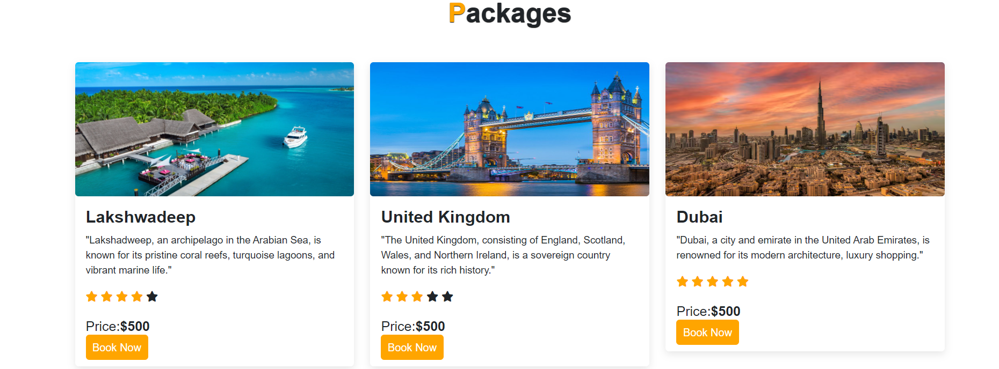 Packages
Lakshwadeep
"Lakshadweep, an archipelago in the Arabian Sea, is
known for its pristine coral reefs, turquoise lagoons, and
vibrant marine life."
Price:$500
Book Now
United Kingdom
"The United Kingdom, consisting of England, Scotland,
Wales, and Northern Ireland, is a sovereign country
known for its rich history."
Price:$500
Book Now
Dubai
"Dubai, a city and emirate in the United Arab Emirates, is
renowned for its modern architecture, luxury shopping."
Price:$500
Book Now